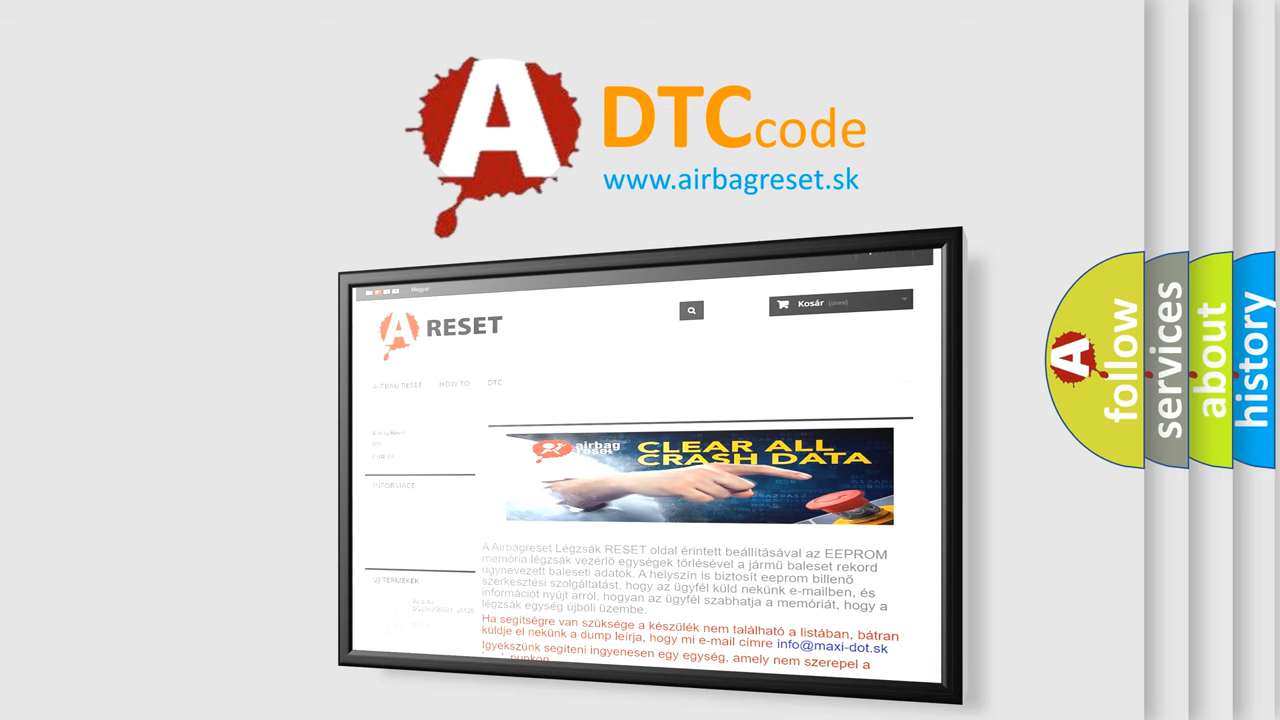 A
DTCcode
www.airbagreset.sk
Magyar
A RESET
Kosár (üres)
AIRBAG RESET HOW TO DTC
INFORMACE
airbag
reset
CLEAR ALL
CRASH DATA
A Airbagreset Légzsák RESET oldal érintett beállításával az EEPROM
memória légzsák vezérlő egységek törlésével a jármű baleset rekord
úgynevezett baleseti adatok. A helyszín is biztosít eeprom billenő
szerkesztési szolgáltatást, hogy az ügyfél küld nekünk e-mailben, és
információt nyújt arról, hogyan az ügyfél szabhatja a memóriát, hogy a
légzsák egység újbóli üzembe.
Ha segítségre van szüksége a készülék nem található a listában, bátran
küldje el nekünk a dump leírja, hogy mi e-mail címre info@maxi-dot.sk
Igyekszünk segíteni ingyenesen egy egység, amely nem szerepel a
ÚJ TERMÉKEK
A
follow
services
about
history